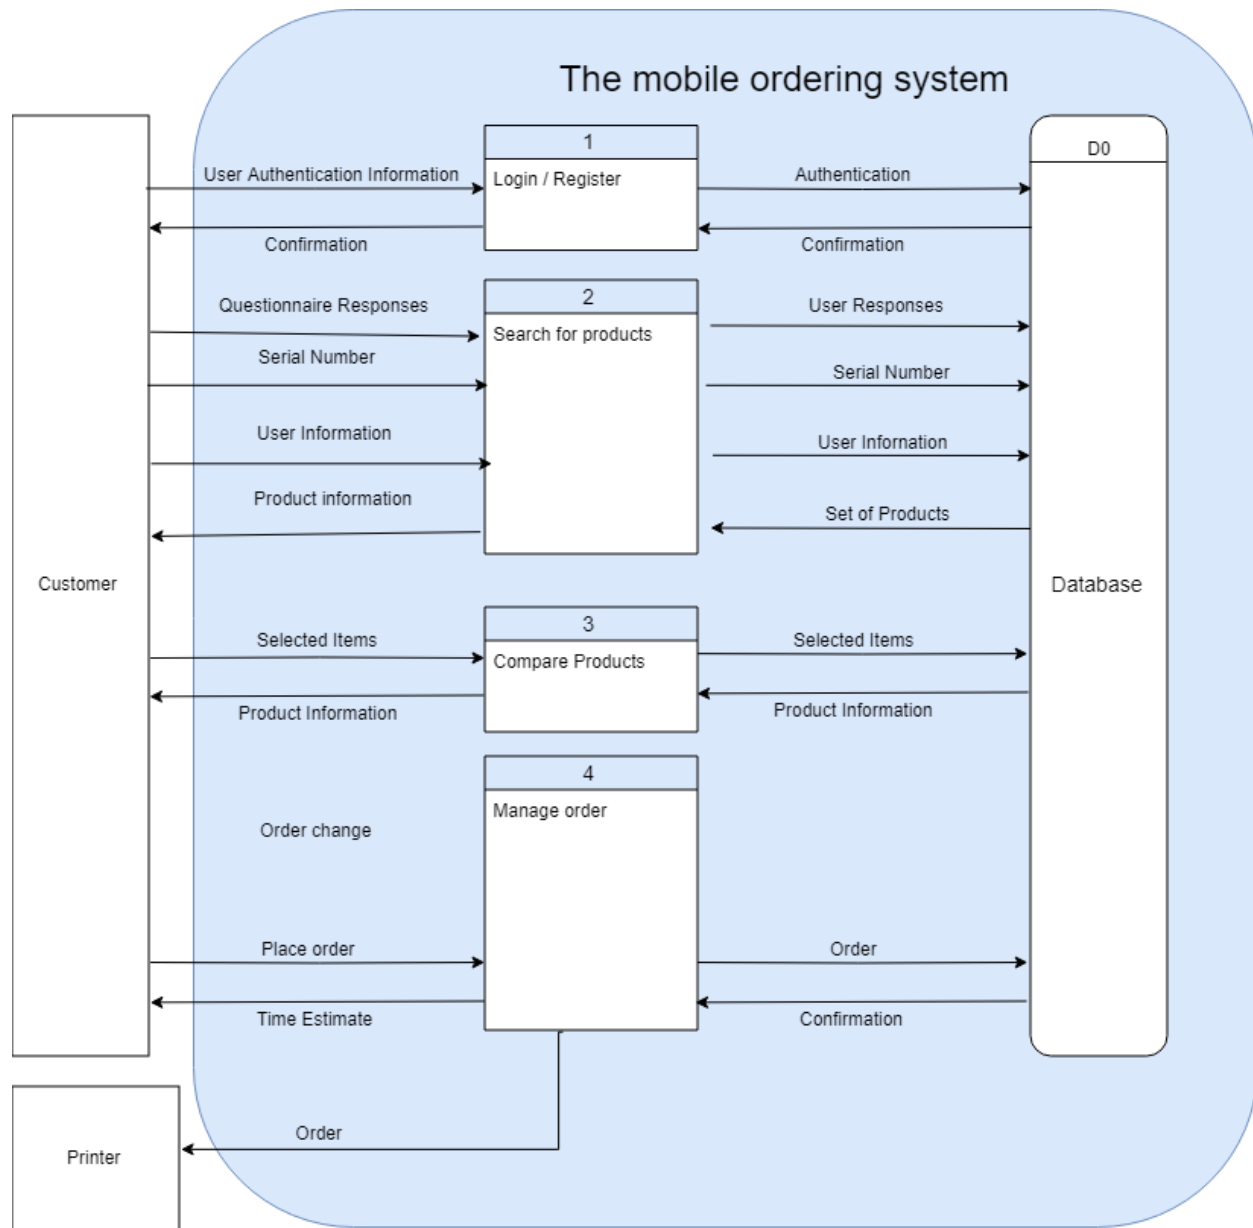 The mobile ordering system
1
D0
User Authentication Information
Login / Register
Authentication
Confirmation
Confirmation
2
Questionnaire Responses
User Responses
Search for products
Serial Number
Serial Number
User Information
User Infornation
Product information
Set of Products
Customer
Database
3
Selected Items
Selected Items
Compare Products
Product Information
Product Information
4
Manage order
Order change
Place order
Order
Time Estimate
Confirmation
Order
Printer